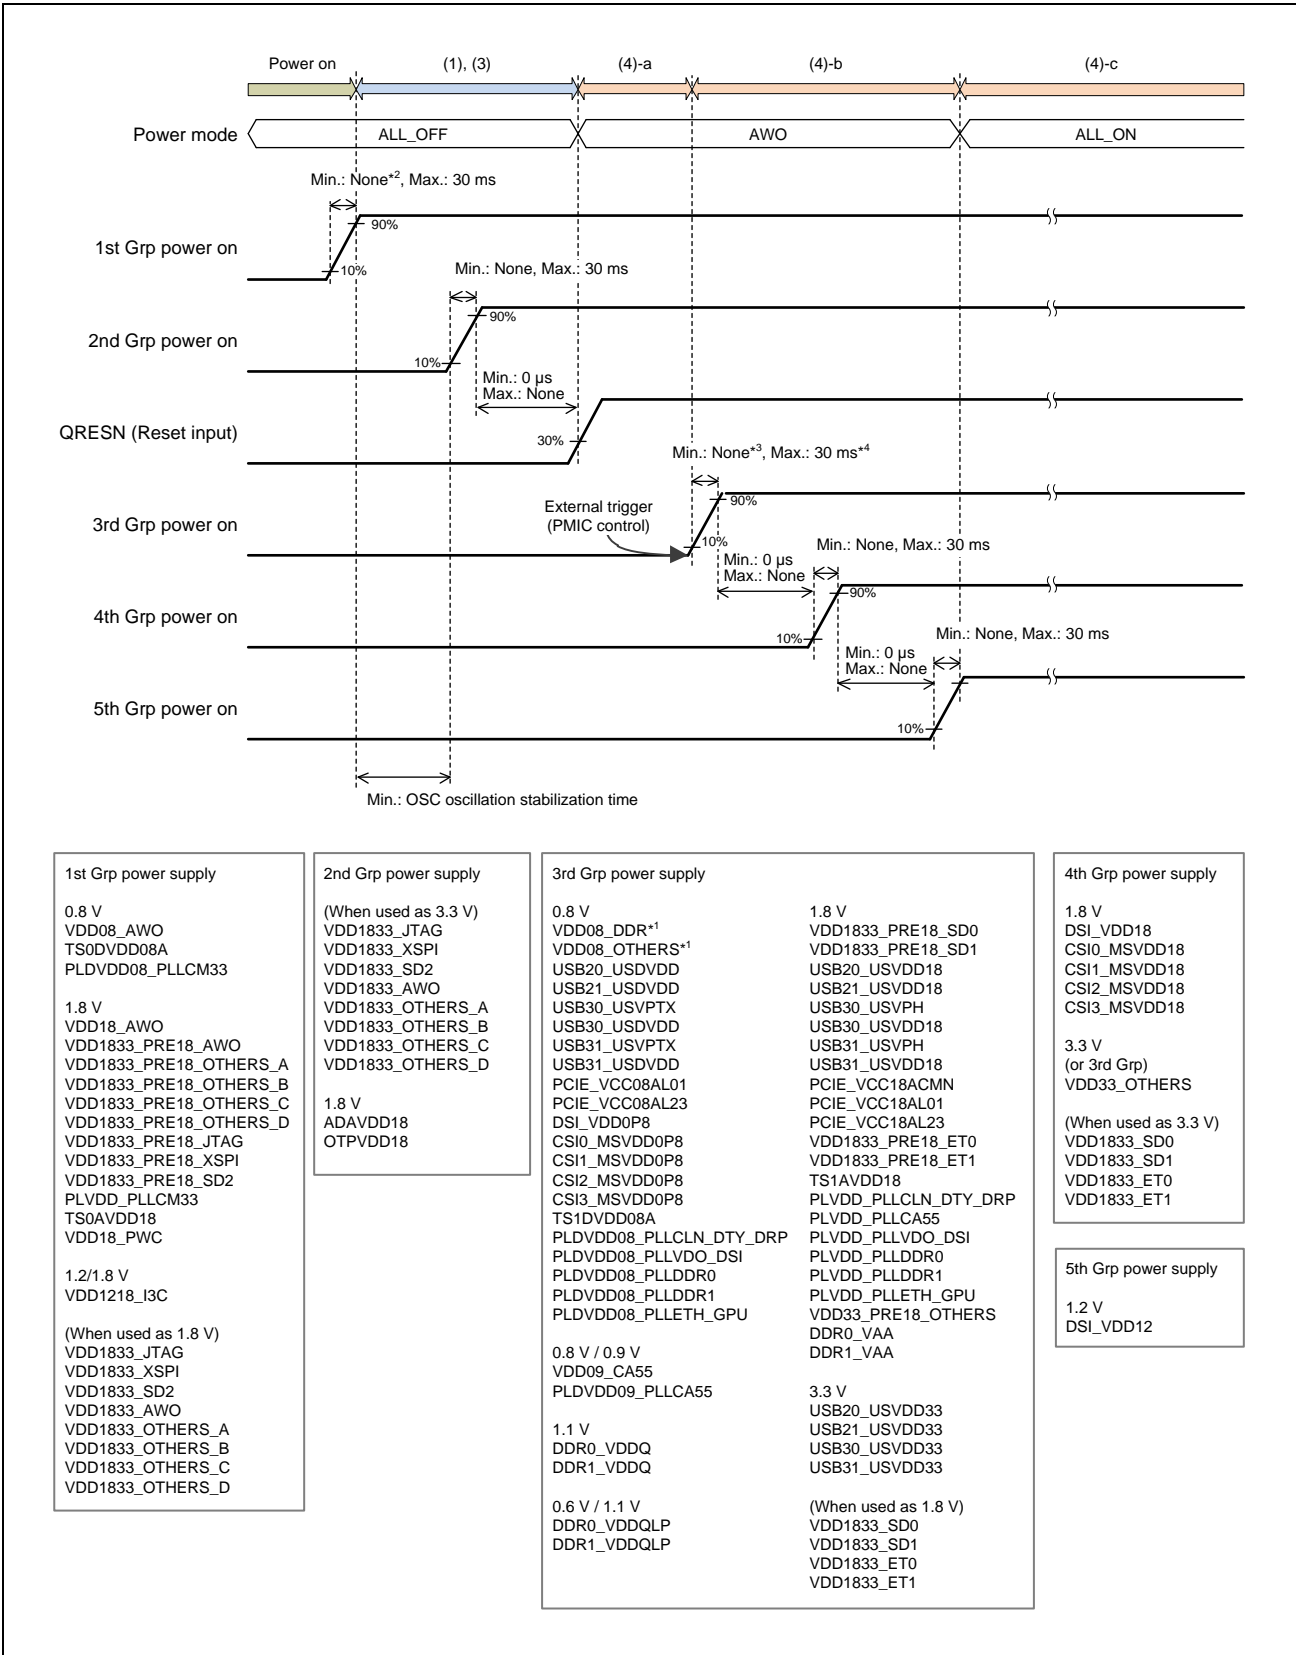 Power on
(1), (3)
(4)-a
(4)-b
(4)-c
Power mode
ALL_OFF
AWO
ALL_ON
Min.: None*2, Max.: 30 ms
1st Grp power on
90%
10%
Min.: None, Max.: 30 ms
2nd Grp power on
90%
10%
Min.: 0 µs
Max.: None
QRESN (Reset input)
30%
Min.: None*3, Max.: 30 ms*4
3rd Grp power on
External trigger
(PMIC control)
90%
10%
Min.: 0 µs
Max.: None
Min.: None, Max.: 30 ms
4th Grp power on
90%
10%
Min.: 0 µs
Max.: None
Min.: None, Max.: 30 ms
5th Grp power on
10%
Min.: OSC oscillation stabilization time
1st Grp power supply
0.8 V
VDD08_AWO
TS0DVDD08A
PLDVDD08_PLLCM33
1.8 V
VDD18_AWO
VDD1833_PRE18_AWO
VDD1833_PRE18_OTHERS_A
VDD1833_PRE18_OTHERS_B
VDD1833_PRE18_OTHERS_C
VDD1833_PRE18_OTHERS_D
VDD1833_PRE18_JTAG
VDD1833_PRE18_XSPI
VDD1833_PRE18_SD2
PLVDD_PLLCM33
TS0AVDD18
VDD18_PWC
1.2/1.8 V
VDD1218_I3C
(When used as 1.8 V)
VDD1833_JTAG
VDD1833_XSPI
VDD1833_SD2
VDD1833_AWO
VDD1833_OTHERS_A
VDD1833_OTHERS_B
VDD1833_OTHERS_C
VDD1833_OTHERS_D
2nd Grp power supply
(When used as 3.3 V)
VDD1833_JTAG
VDD1833_XSPI
VDD1833_SD2
VDD1833_AWO
VDD1833_OTHERS_A
VDD1833_OTHERS_B
VDD1833_OTHERS_C
VDD1833_OTHERS_D
1.8 V
ADAVDD18
OTPVDD18
3rd Grp power supply
0.8 V
VDD08_DDR*1
VDD08_OTHERS*1
USB20_USDVDD
USB21_USDVDD
USB30_USVPTX
USB30_USDVDD
USB31_USVPTX
USB31_USDVDD
PCIE_VCC08AL01
PCIE_VCC08AL23
DSI_VDD0P8
CSI0_MSVDD0P8
CSI1_MSVDD0P8
CSI2_MSVDD0P8
CSI3_MSVDD0P8
TS1DVDD08A
PLDVDD08_PLLCLN_DTY_DRP
PLDVDD08_PLLVDO_DSI
PLDVDD08_PLLDDR0
PLDVDD08_PLLDDR1
PLDVDD08_PLLETH_GPU
0.8 V / 0.9 V
VDD09_CA55
PLDVDD09_PLLCA55
1.1 V
DDR0_VDDQ
DDR1_VDDQ
0.6 V / 1.1 V
DDR0_VDDQLP
DDR1_VDDQLP
1.8 V
VDD1833_PRE18_SD0
VDD1833_PRE18_SD1
USB20_USVDD18
USB21_USVDD18
USB30_USVPH
USB30_USVDD18
USB31_USVPH
USB31_USVDD18
PCIE_VCC18ACMN
PCIE_VCC18AL01
PCIE_VCC18AL23
VDD1833_PRE18_ET0
VDD1833_PRE18_ET1
TS1AVDD18
PLVDD_PLLCLN_DTY_DRP
PLVDD_PLLCA55
PLVDD_PLLVDO_DSI
PLVDD_PLLDDR0
PLVDD_PLLDDR1
PLVDD_PLLETH_GPU
VDD33_PRE18_OTHERS
DDR0_VAA
DDR1_VAA
3.3 V
USB20_USVDD33
USB21_USVDD33
USB30_USVDD33
USB31_USVDD33
(When used as 1.8 V)
VDD1833_SD0
VDD1833_SD1
VDD1833_ET0
VDD1833_ET1
4th Grp power supply
1.8 V
DSI_VDD18
CSI0_MSVDD18
CSI1_MSVDD18
CSI2_MSVDD18
CSI3_MSVDD18
3.3 V
(or 3rd Grp)
VDD33_OTHERS
(When used as 3.3 V)
VDD1833_SD0
VDD1833_SD1
VDD1833_ET0
VDD1833_ET1
5th Grp power supply
1.2 V
DSI_VDD12